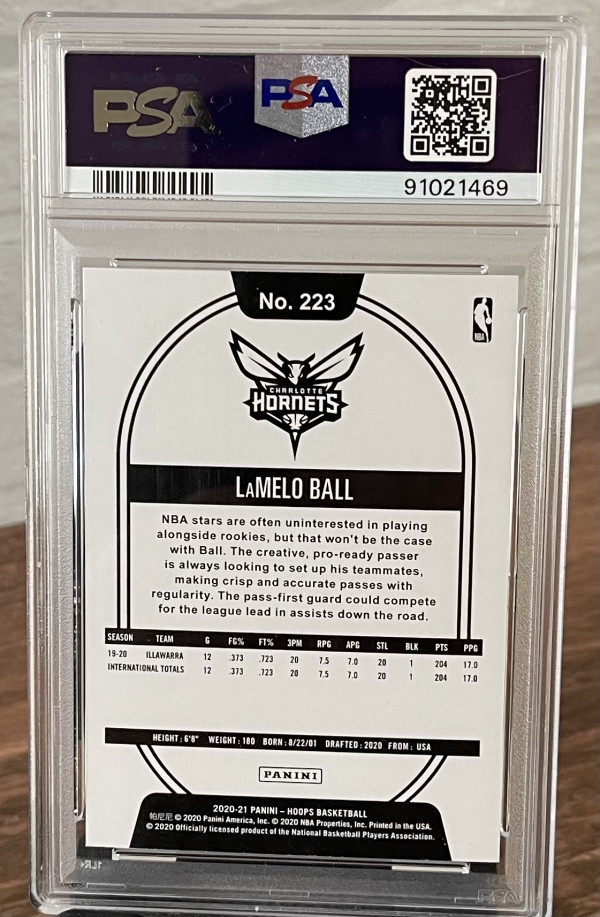 PSA PSA
91021469
No. 223
NBA
CHARLOTTE
HORNETS
LaMELO BALL
NBA stars are often uninterested in playing
alongside rookies, but that won't be the case
with Ball. The creative, pro-ready passer
is always looking to set up his teammates,
making crisp and accurate passes with
regularity. The pass-first guard could compete
for the league lead in assists down the road.
SEASON TEAM G FG% FT% 3PM RPG APG STL BLK PTS PPG
19-20 ILLAWARRA 12 .373 .723 20 7.5 7.0 20 1 204 17.0
INTERNATIONAL TOTALS 12 .373 .723 20 7.5 7.0 20 1 204 17.0
HEIGHT: 6'8" WEIGHT: 180 BORN: 8/22/01 DRAFTED: 2020 FROM: USA
PANINI
2020-21 PANINI – HOOPS BASKETBALL
帕尼尼 © 2020 Panini America, Inc. © 2020 NBA Properties, Inc. Printed in the USA.
© 2020 Officially licensed product of the National Basketball Players Association.
PSA